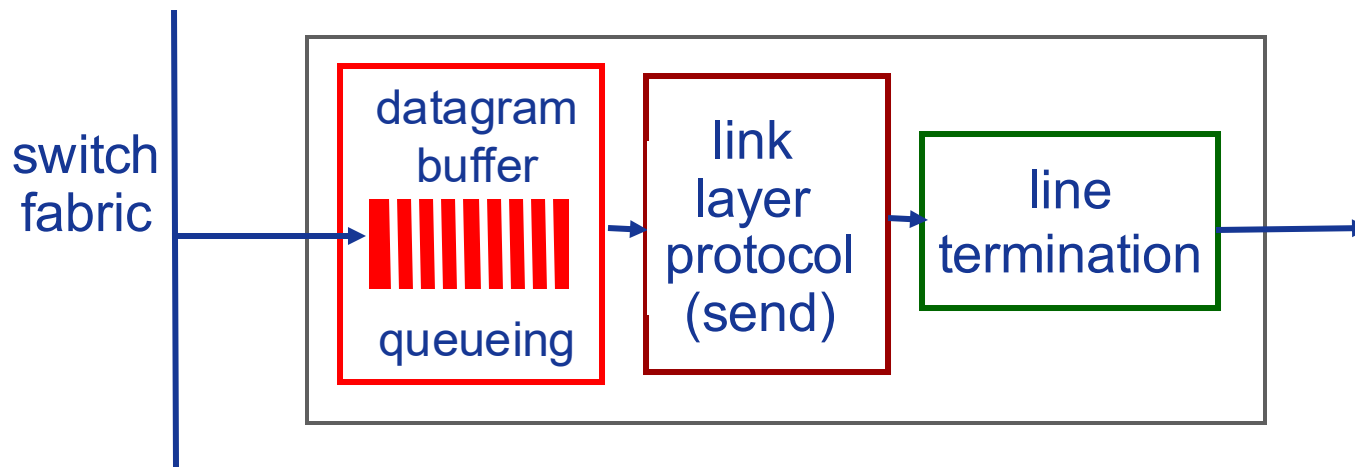 switch
fabric
datagram
buffer
queueing
link
layer
protocol
(send)
line
termination